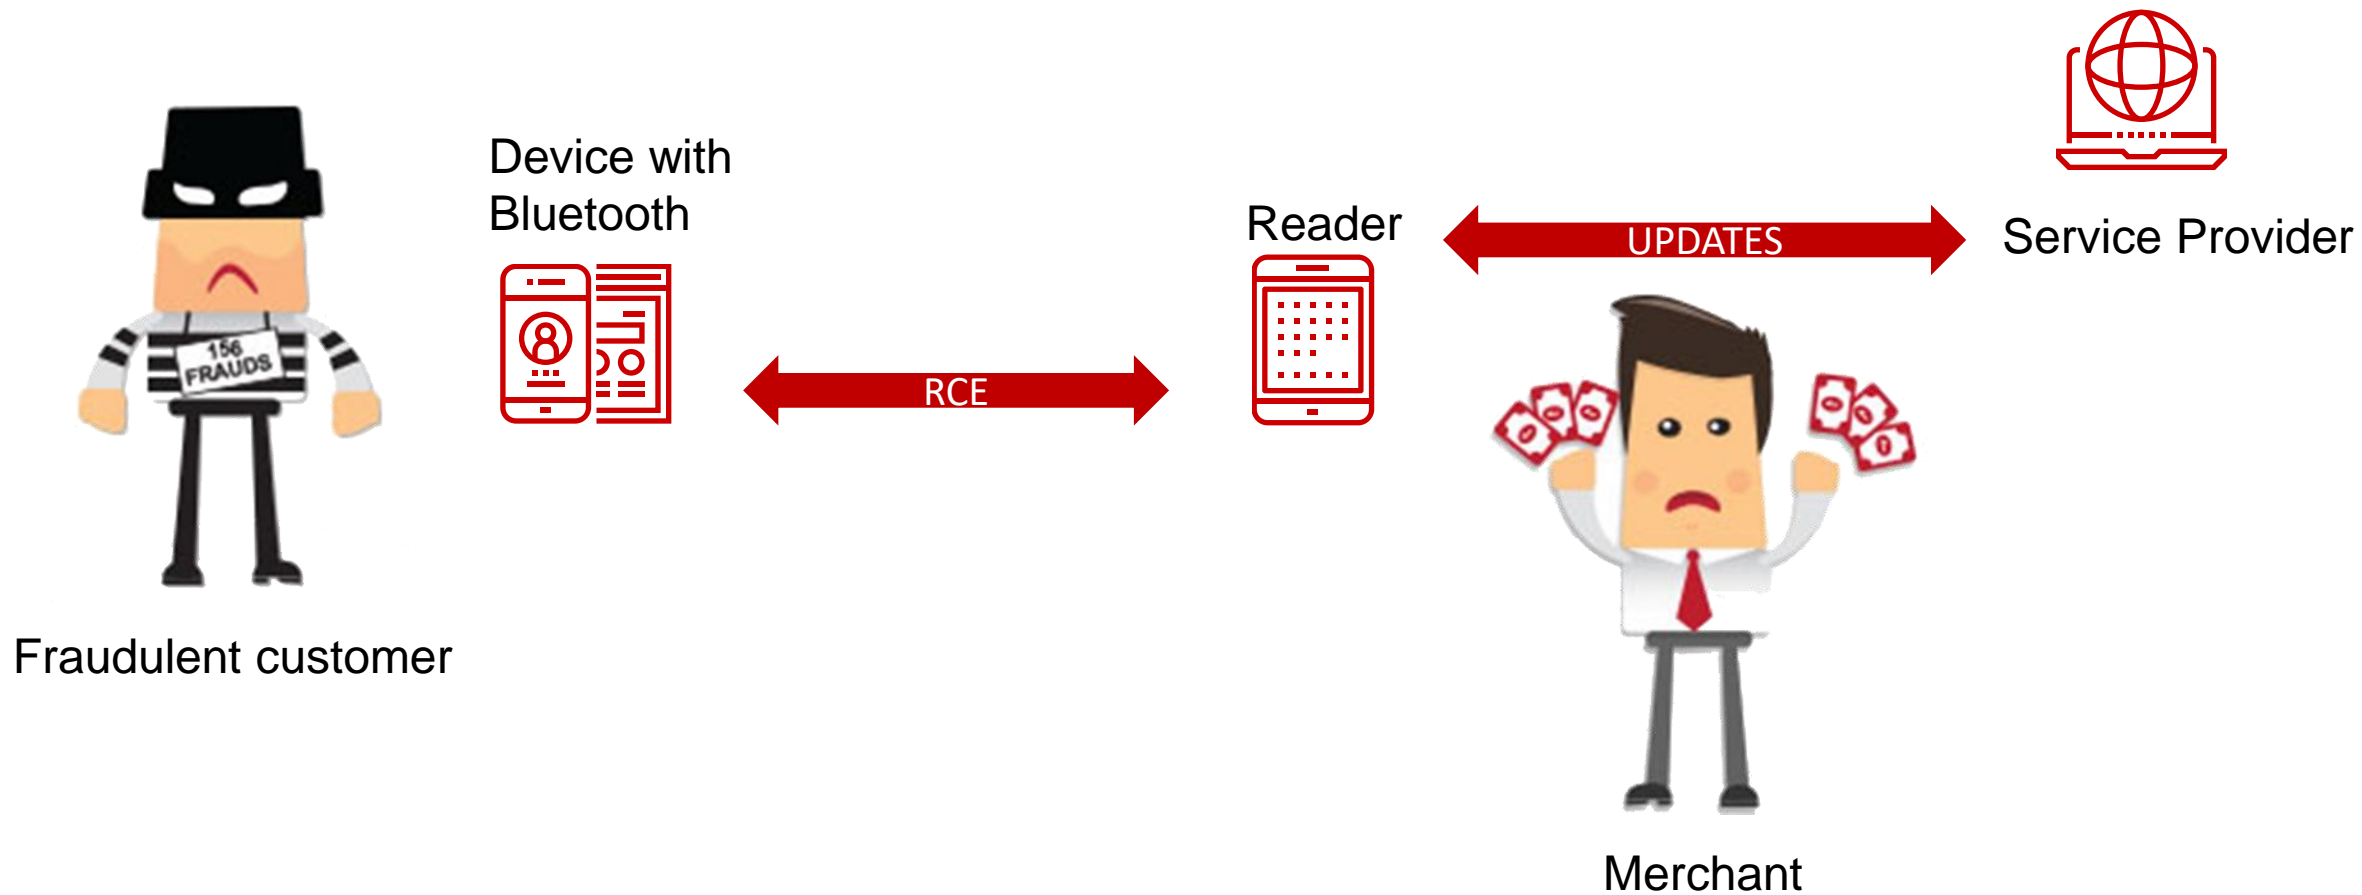 Device with
Bluetooth
156
FRAUDS
RCE
Reader
UPDATES
Service Provider
Fraudulent customer
Merchant